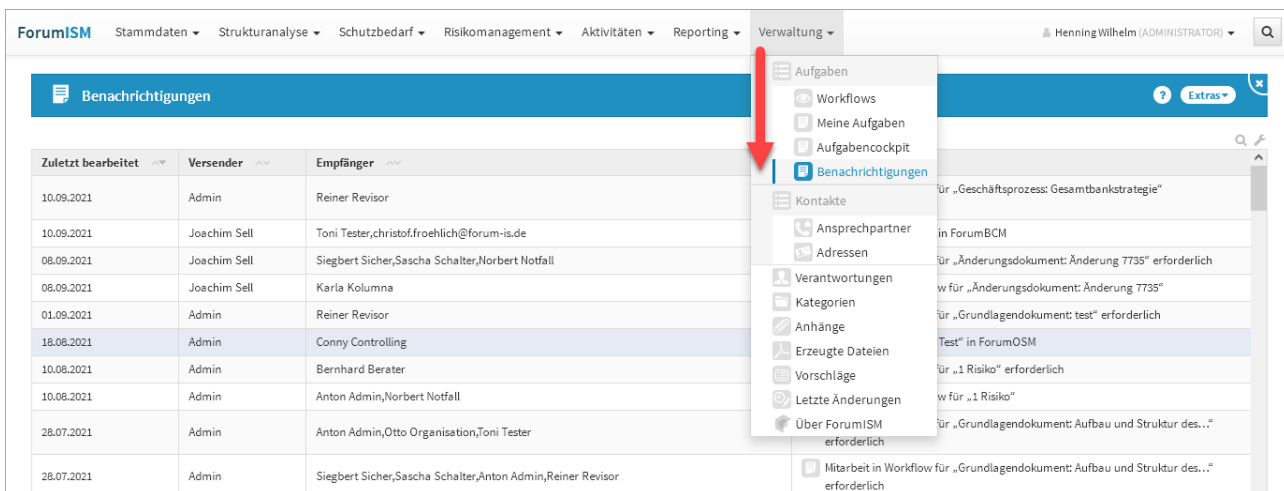 ForumISM Stammdaten Strukturanalyse Schutzbedarf Risikomanagement Aktivitäten Reporting Verwaltung Henning Wilhelm (ADMINISTRATOR)
Benachrichtigungen ? Extras
Zuletzt bearbeitet Versender Empfänger
10.09.2021 Admin Reiner Revisor für „Geschäftsprozess: Gesamtbankstrategie“
10.09.2021 Joachim Sell Toni Tester,christof.froehlich@forum-is.de in ForumBCM
08.09.2021 Joachim Sell Siegbert Sicher,Sascha Schalter,Norbert Notfall für „Änderungsdokument: Änderung 7735“ erforderlich
08.09.2021 Joachim Sell Karla Kolumna w für „Änderungsdokument: Änderung 7735“
01.09.2021 Admin Reiner Revisor für „Grundlagendokument: test“ erforderlich
18.08.2021 Admin Conny Controlling Test“ in ForumOSM
10.08.2021 Admin Bernhard Berater für „1 Risiko“ erforderlich
10.08.2021 Admin Anton Admin,Norbert Notfall w für „1 Risiko“
28.07.2021 Admin Anton Admin,Otto Organisation,Toni Tester für „Grundlagendokument: Aufbau und Struktur des…“
erforderlich
28.07.2021 Admin Siegbert Sicher,Sascha Schalter,Anton Admin,Reiner Revisor Mitarbeit in Workflow für „Grundlagendokument: Aufbau und Struktur des…“
erforderlich
Aufgaben
Workflows
Meine Aufgaben
Aufgabencockpit
Benachrichtigungen
Kontakte
Ansprechpartner
Adressen
Verantwortungen
Kategorien
Anhänge
Erzeugte Dateien
Vorschläge
Letzte Änderungen
Über ForumISM